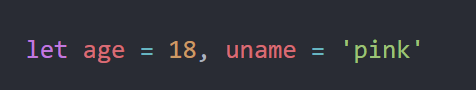 let age = 18, uname = 'pink'